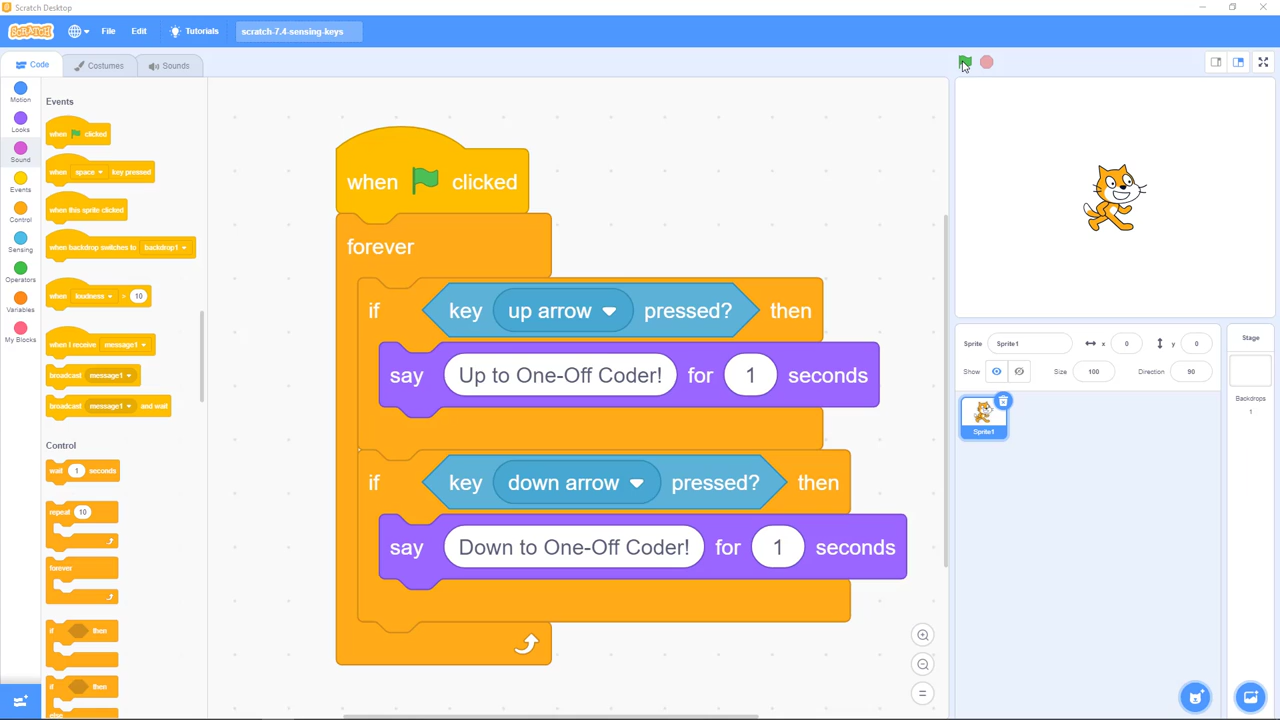 Scratch Desktop
SCRATCH File Edit Tutorials scratch-7.4-sensing-keys
Code Costumes Sounds
Motion
Looks
Sound
Events
Control
Sensing
Operators
Variables
My Blocks
Events
when clicked
when space key pressed
when this sprite clicked
when backdrop switches to backdrop1
when loudness > 10
when I receive message1
broadcast message1
broadcast message1 and wait
Control
wait 1 seconds
repeat 10
forever
if then
if then
else
when clicked
forever
if key up arrow pressed? then
say Up to One-Off Coder! for 1 seconds
if key down arrow pressed? then
say Down to One-Off Coder! for 1 seconds
Sprite Sprite1 x 0 y 0
Show Size 100 Direction 90
Sprite1
Stage
Backdrops
1